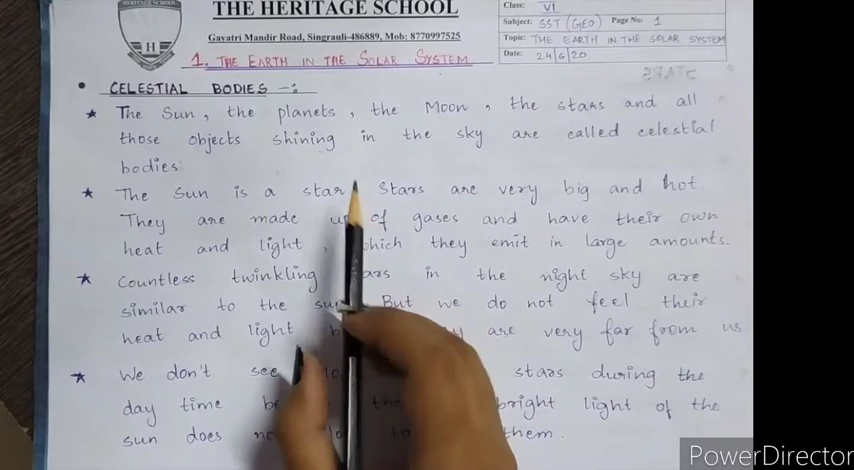 HERITAGE SCHOOL
H
THE HERITAGE SCHOOL
Gavatri Mandir Road, Singrauli-486889, Mob: 8770997525
Class: VI
Subject: SST (GEO) Page No: 1
Topic: THE EARTH IN THE SOLAR SYSTEM
Date: 24/6/20
1. THE EARTH IN THE SOLAR SYSTEM
STARS
• CELESTIAL BODIES -:
★ The Sun, the planets, the Moon, the stars and all
those objects shining in the sky are called celestial
bodies
★ The Sun is a star Stars are very big and hot
They are made of gases and have their own
heat and light, which they emit in large amounts.
★ Countless twinkling in the night sky are
similar to the But we do not feel their
heat and light are very far from us
★ We don't see stars during the
day time bright light of the
sun does them.
PowerDirector